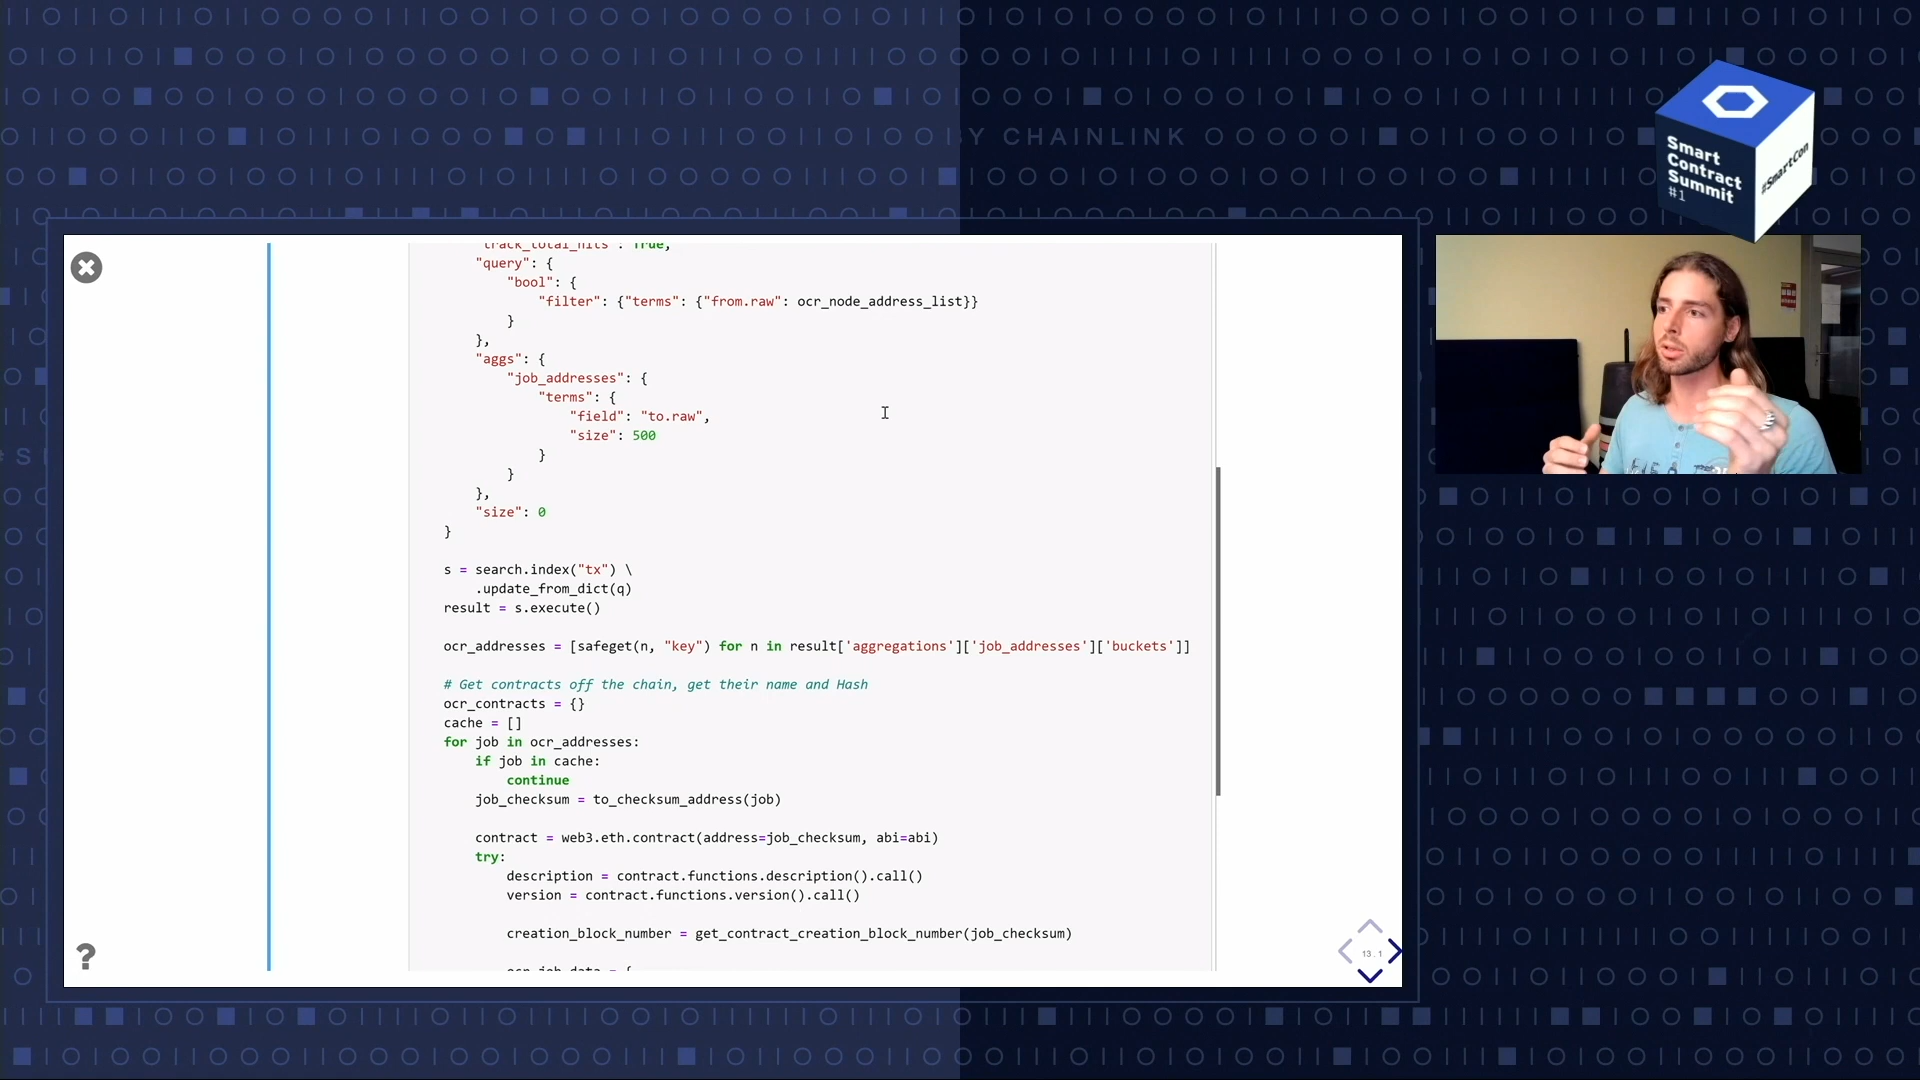 BY CHAINLINK
Smart
Contract
Summit
#1
#SmartCon
"track_total_hits": True,
"query": {
"bool": {
"filter": {"terms": {"from.raw": ocr_node_address_list}}
}
},
"aggs": {
"job_addresses": {
"terms": {
"field": "to.raw",
"size": 500
}
}
},
"size": 0
}
s = search.index("tx") \
.update_from_dict(q)
result = s.execute()
ocr_addresses = [safeget(n, "key") for n in result['aggregations']['job_addresses']['buckets']]
# Get contracts off the chain, get their name and Hash
ocr_contracts = {}
cache = []
for job in ocr_addresses:
if job in cache:
continue
job_checksum = to_checksum_address(job)
contract = web3.eth.contract(address=job_checksum, abi=abi)
try:
description = contract.functions.description().call()
version = contract.functions.version().call()
creation_block_number = get_contract_creation_block_number(job_checksum)
ocr_job_data = {
?
13.1